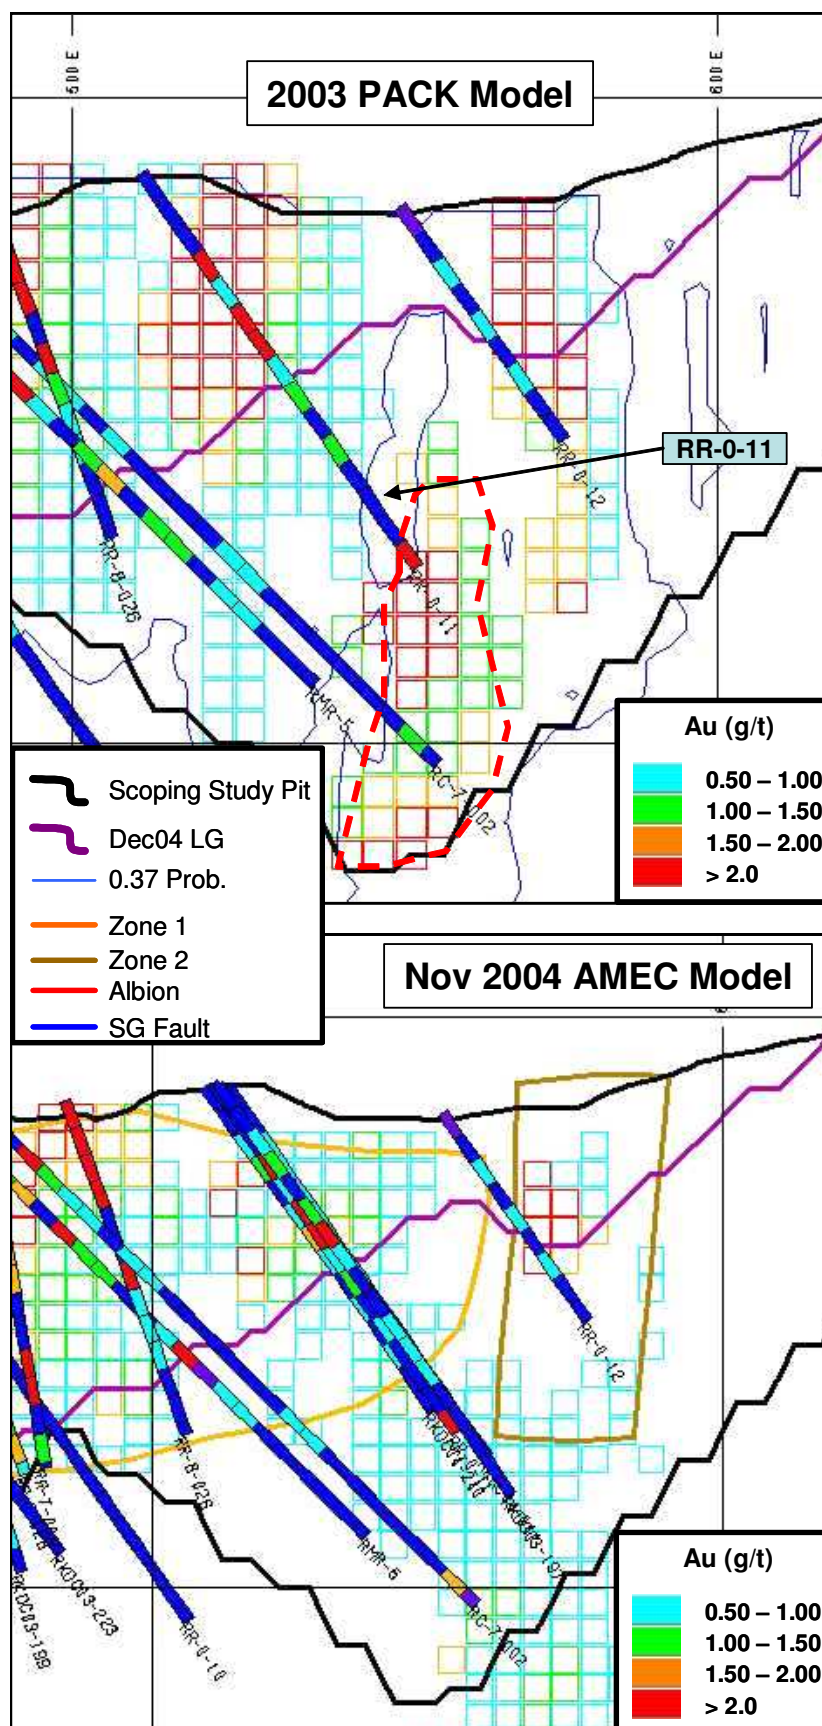 500 E
600 E
2003 PACK Model
RR-0-11
RR-0-12
RR-8-026
RR-0-11
RMR-5
RC-7-002
Au (g/t)
0.50 – 1.00
1.00 – 1.50
1.50 – 2.00
> 2.0
Scoping Study Pit
Dec04 LG
0.37 Prob.
Zone 1
Zone 2
Albion
SG Fault
Nov 2004 AMEC Model
RR-0-12
RR-8-026
RKDC03-223
RKDC03-199
RR-0-10
RC-7-002
Au (g/t)
0.50 – 1.00
1.00 – 1.50
1.50 – 2.00
> 2.0